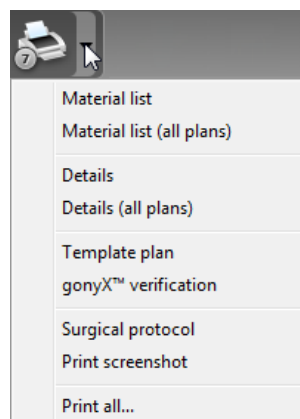 7
Material list
Material list (all plans)
Details
Details (all plans)
Template plan
gonyX™ verification
Surgical protocol
Print screenshot
Print all...